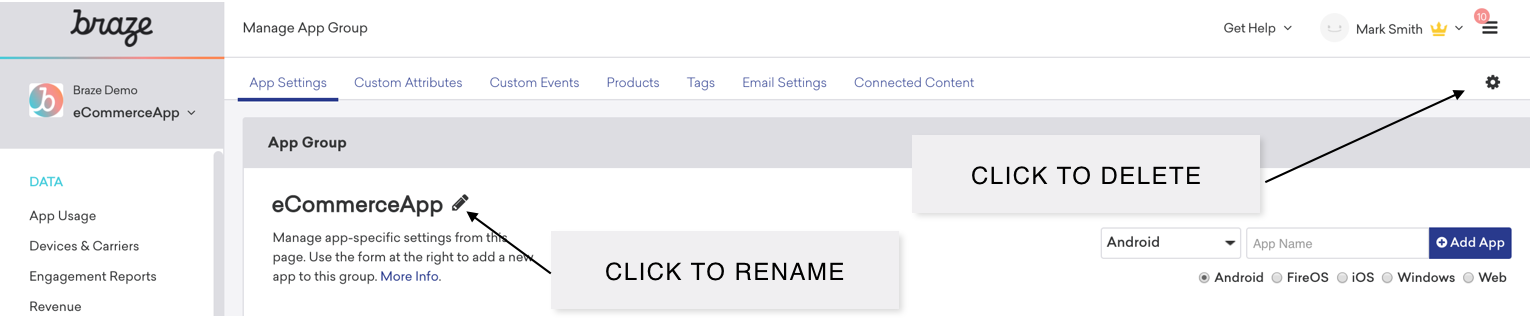 braze
Manage App Group
Get Help
Mark Smith
10
App Settings Custom Attributes Custom Events Products Tags Email Settings Connected Content
b
Braze Demo
eCommerceApp
App Group
CLICK TO DELETE
DATA
App Usage
Devices & Carriers
Engagement Reports
Revenue
eCommerceApp
Manage app-specific settings from this
page. Use the form at the right to add a new
app to this group. More Info.
CLICK TO RENAME
Android App Name Add App
Android FireOS iOS Windows Web